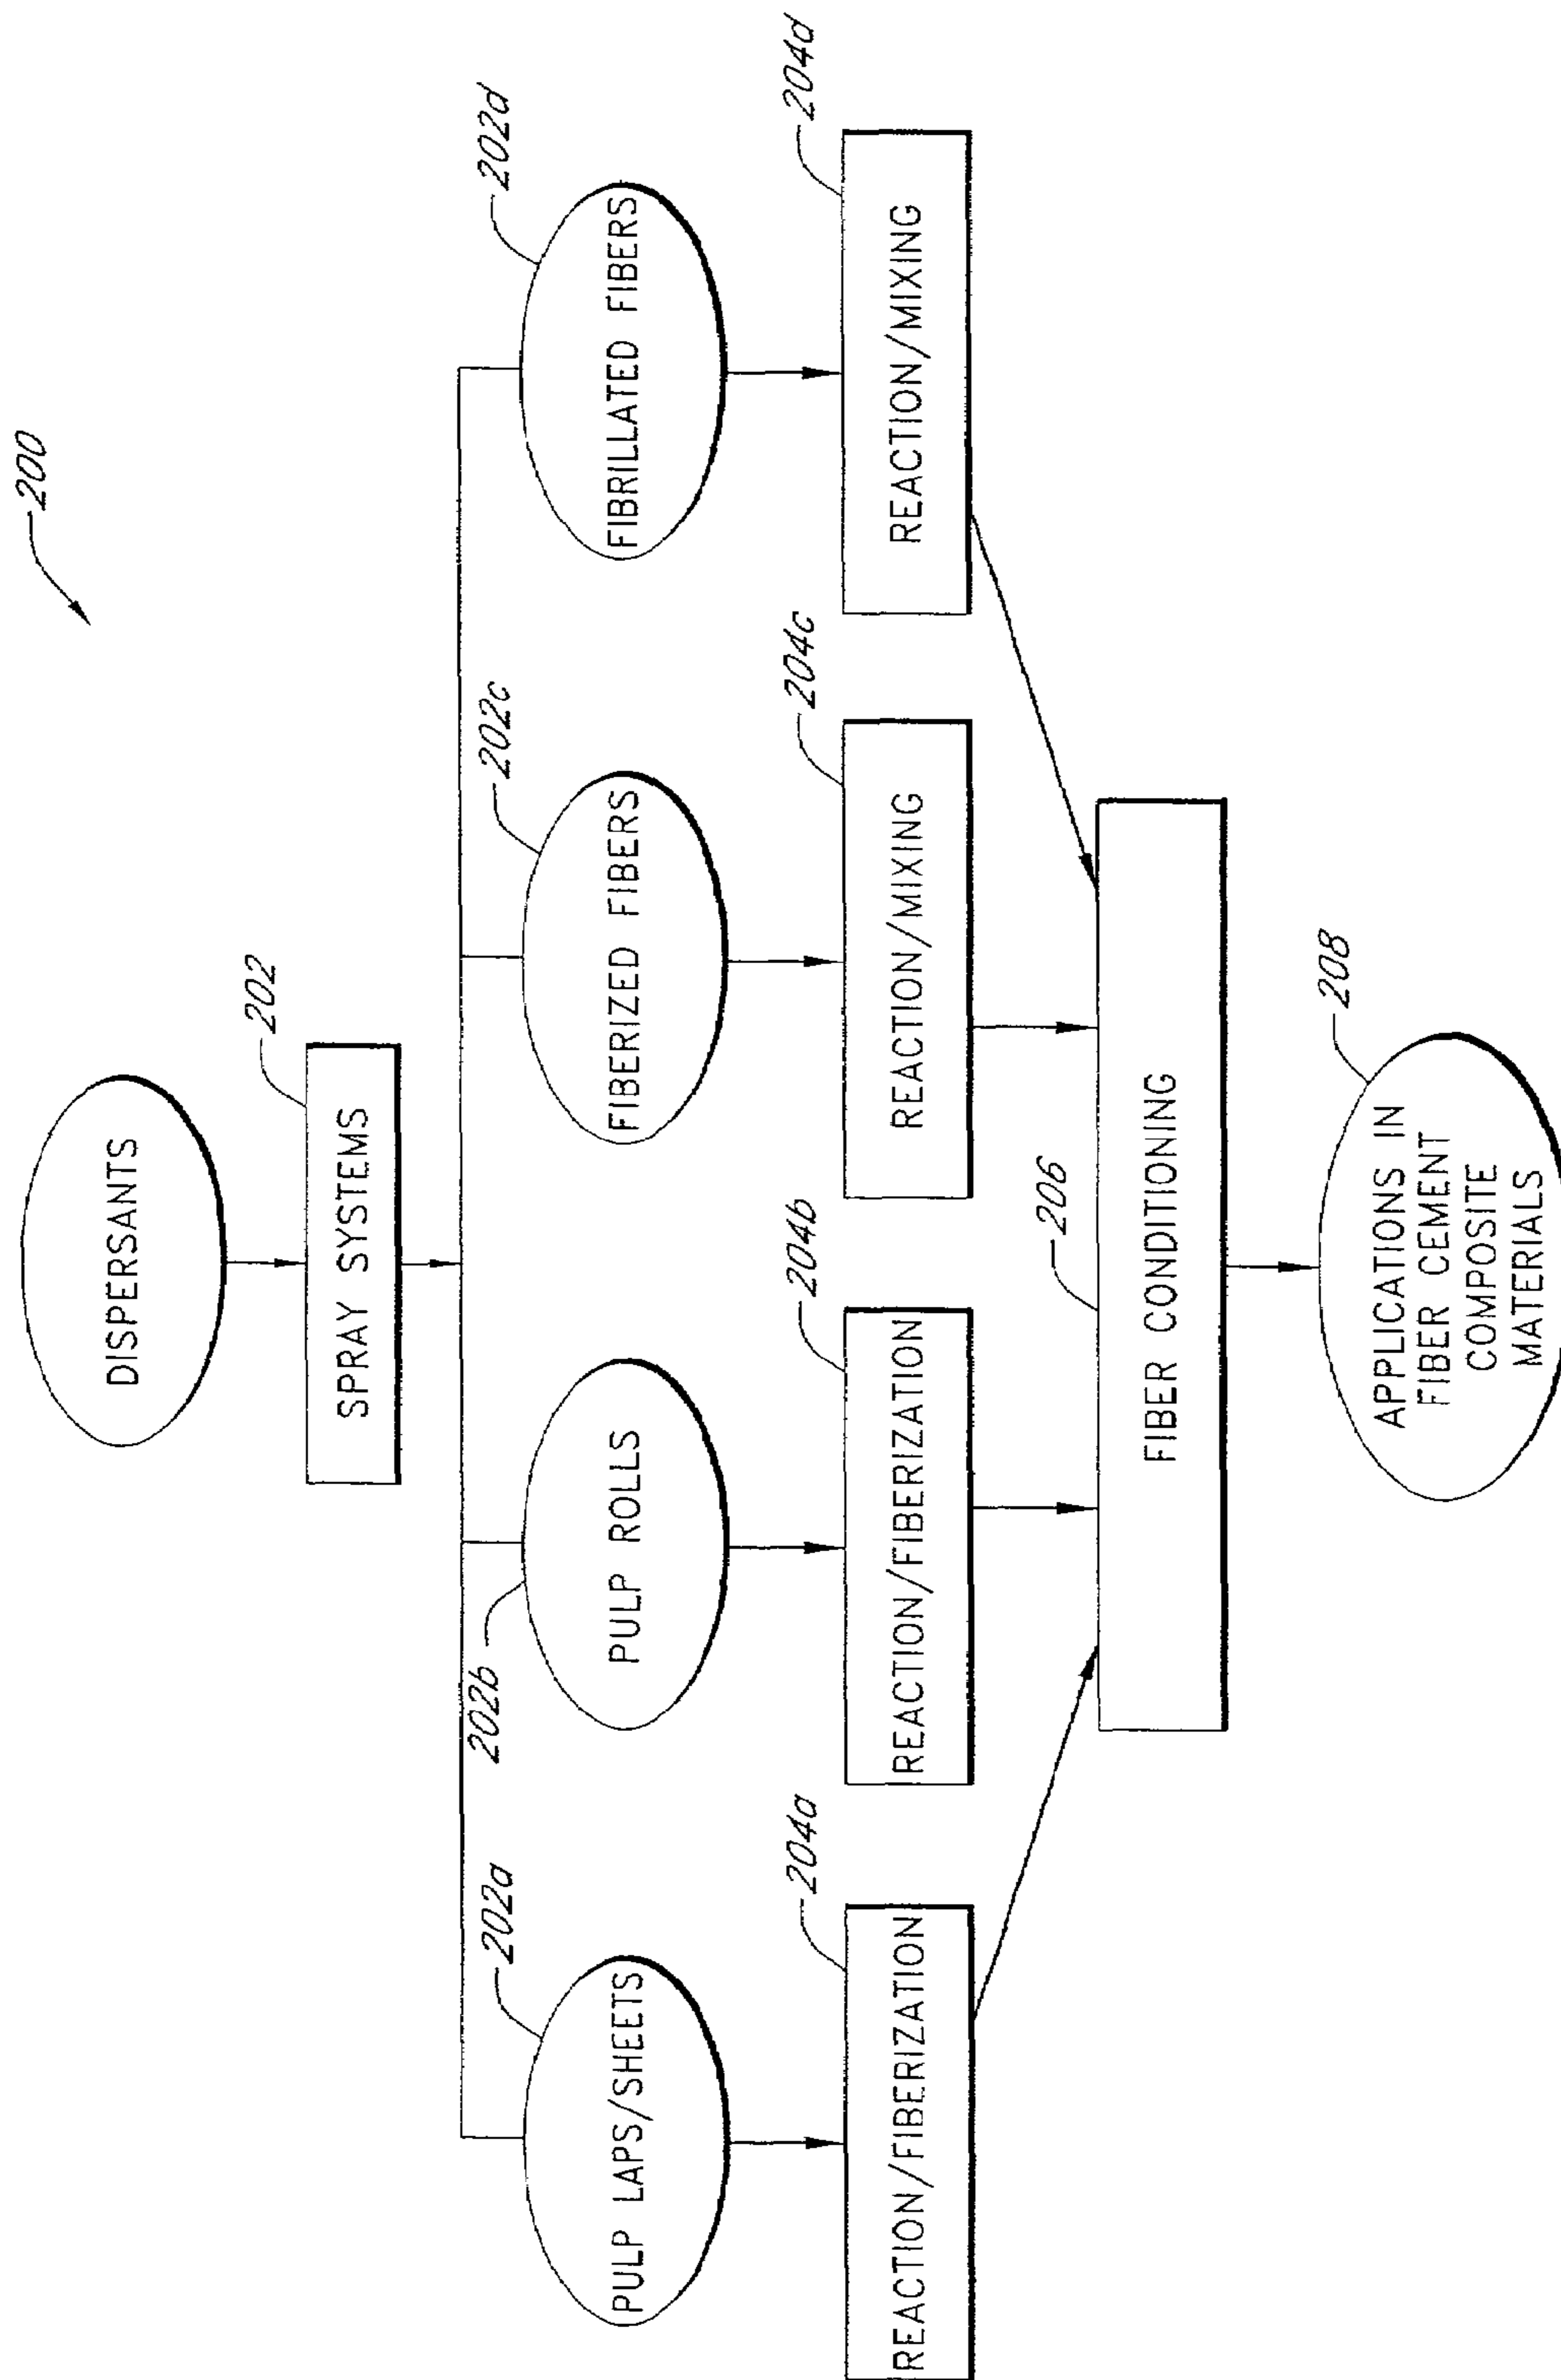 200
DISPERSANTS
202
SPRAY SYSTEMS
202a
PULP LAPS/SHEETS
202b
PULP ROLLS
202c
FIBERIZED FIBERS
202d
FIBRILLATED FIBERS
204a
REACTION/FIBERIZATION
204b
REACTION/FIBERIZATION
204c
REACTION/MIXING
204d
REACTION/MIXING
206
FIBER CONDITIONING
208
APPLICATIONS IN
FIBER CEMENT
COMPOSITE
MATERIALS